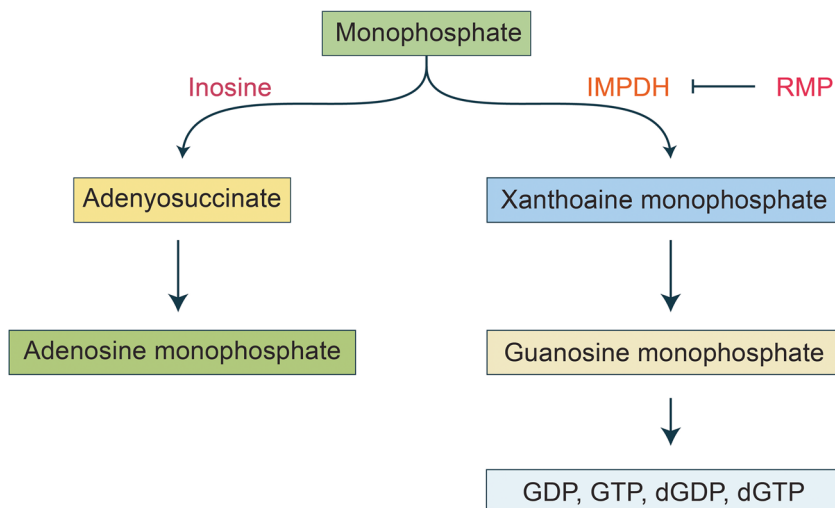 Monophosphate
Inosine
IMPDH
RMP
Adenyosuccinate
Xanthoaine monophosphate
Adenosine monophosphate
Guanosine monophosphate
GDP, GTP, dGDP, dGTP